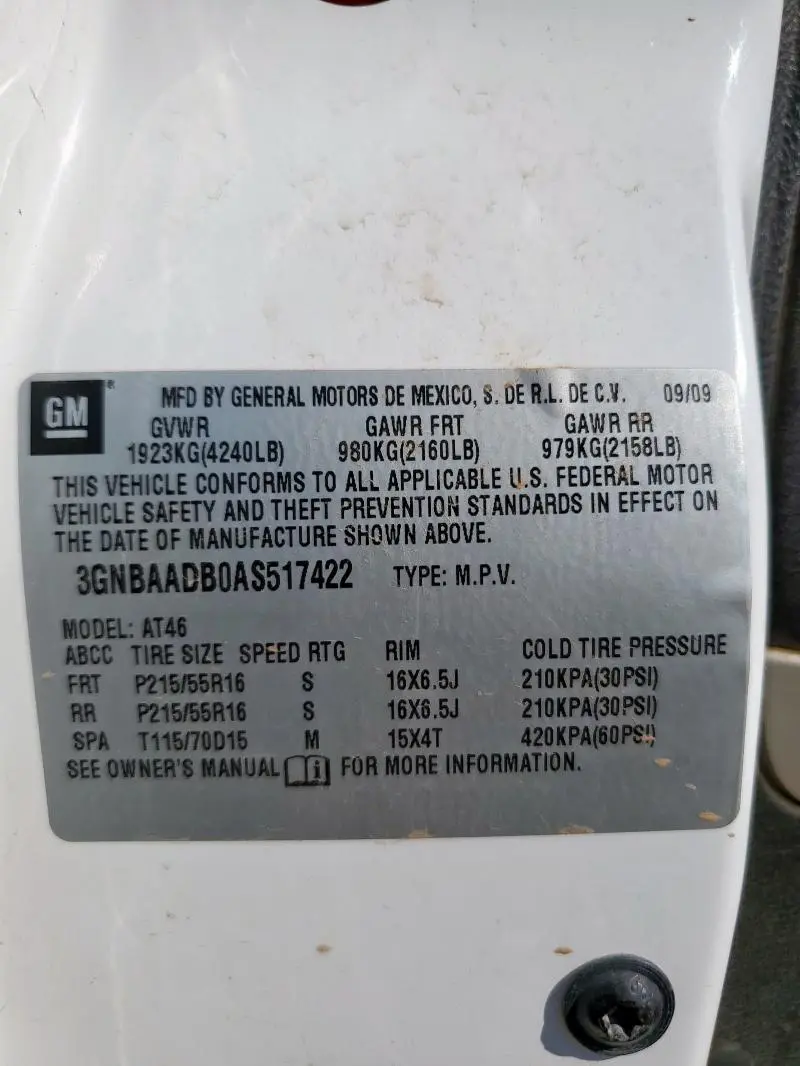 GM ®
MFD BY GENERAL MOTORS DE MEXICO, S. DE R.L. DE C.V. 09/09
GVWR GAWR FRT GAWR RR
1923KG(4240LB) 980KG(2160LB) 979KG(2158LB)
THIS VEHICLE CONFORMS TO ALL APPLICABLE U.S. FEDERAL MOTOR
VEHICLE SAFETY AND THEFT PREVENTION STANDARDS IN EFFECT ON
THE DATE OF MANUFACTURE SHOWN ABOVE.
3GNBAADB0AS517422 TYPE: M.P.V.
MODEL: AT46
ABCC TIRE SIZE SPEED RTG RIM COLD TIRE PRESSURE
FRT P215/55R16 S 16X6.5J 210KPA(30PSI)
RR P215/55R16 S 16X6.5J 210KPA(30PSI)
SPA T115/70D15 M 15X4T 420KPA(60PSI)
SEE OWNER'S MANUAL i FOR MORE INFORMATION.